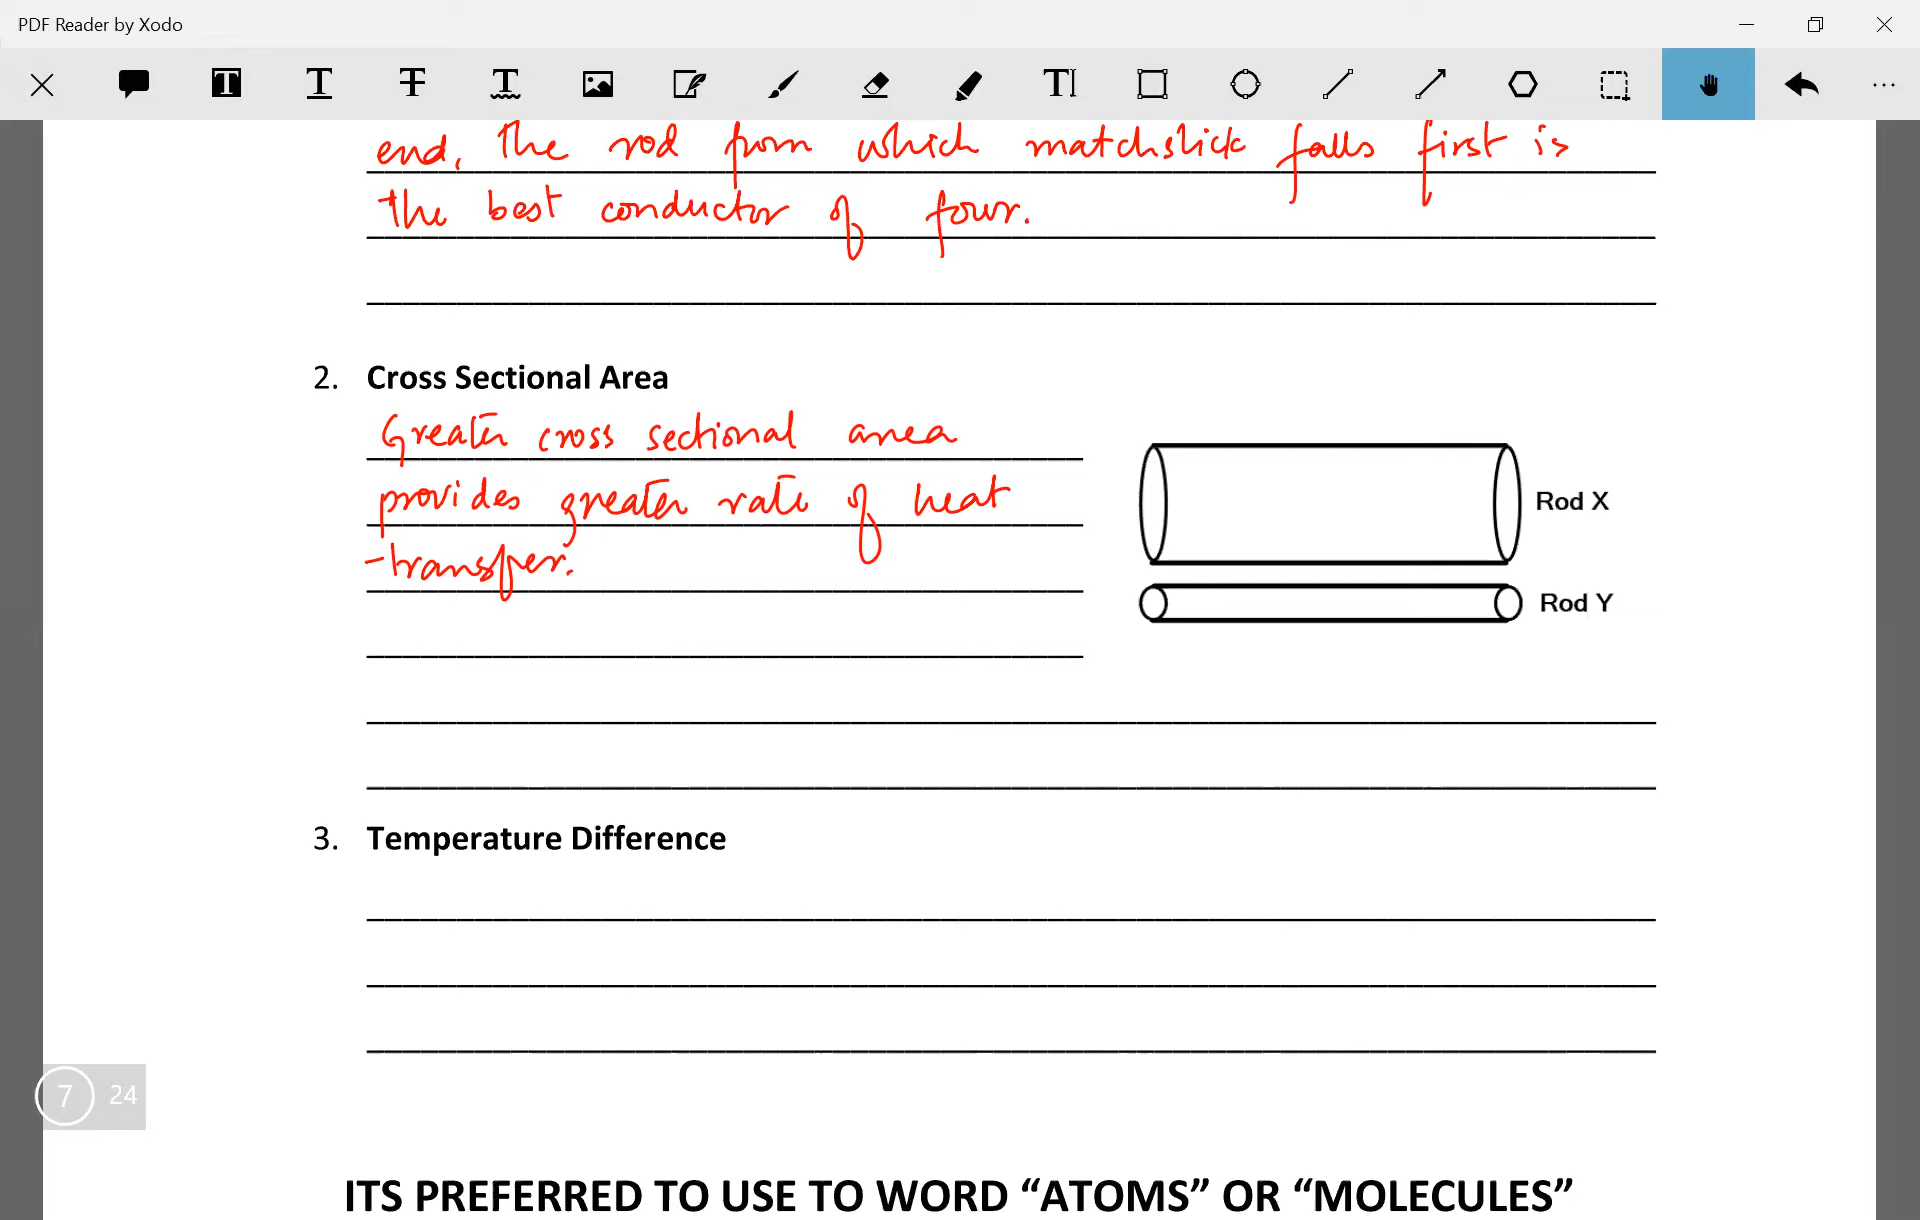 PDF Reader by Xodo
end, the rod from which matchstick falls first is
the best conductor of four.
2. Cross Sectional Area
Greater cross sectional area
provides greater rate of heat
transfer.
Rod X
Rod Y
3. Temperature Difference
7 24
ITS PREFERRED TO USE TO WORD “ATOMS” OR “MOLECULES”